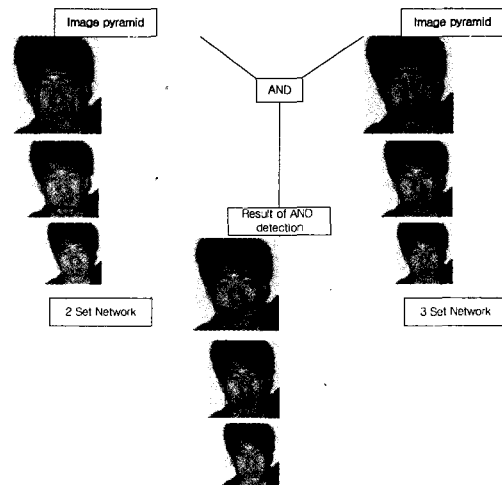 Image pyramid
Image pyramid
AND
Result of AND
detection
2 Set Network
3 Set Network